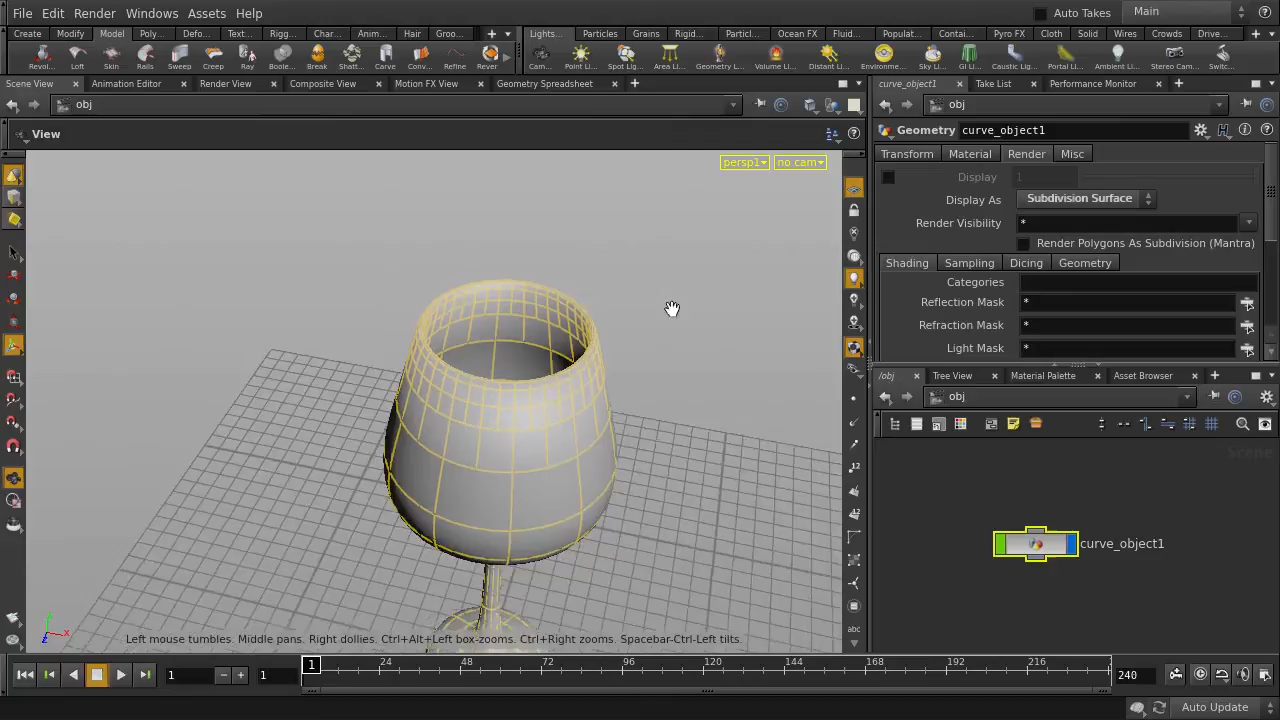 File Edit Render Windows Assets Help Auto Takes Main
Create Modify Model Poly... Defo... Text... Rigg... Char... Anim... Hair Groo... Lights... Particles Grains Rigid... Particl... Ocean FX Fluid... Populat... Contai... Pyro FX Cloth Solid Wires Crowds Drive...
Revol... Loft Skin Rails Sweep Creep Ray Boole... Break Shatt... Carve Conv... Refine Rever Cam... Point Li... Spot Lig... Area Li... Geometry L... Volume Li... Distant Li... Environme... Sky Li... GI Li... Caustic Lig... Portal Li... Ambient Li... Stereo Cam... Switc...
Scene View Animation Editor Render View Composite View Motion FX View Geometry Spreadsheet curve_object1 Take List Performance Monitor
obj obj
View Geometry curve_object1
Transform Material Render Misc
persp1 no cam
Display 1
Display As Subdivision Surface
Render Visibility *
Render Polygons As Subdivision (Mantra)
Shading Sampling Dicing Geometry
Categories
Reflection Mask *
Refraction Mask *
Light Mask *
/obj Tree View Material Palette Asset Browser
obj
Scene
curve_object1
12
12
abc
x
Left mouse tumbles. Middle pans. Right dollies. Ctrl+Alt+Left box-zooms. Ctrl+Right zooms. Spacebar-Ctrl-Left tilts.
1 1 1 24 48 72 96 120 144 168 192 216 240
Auto Update